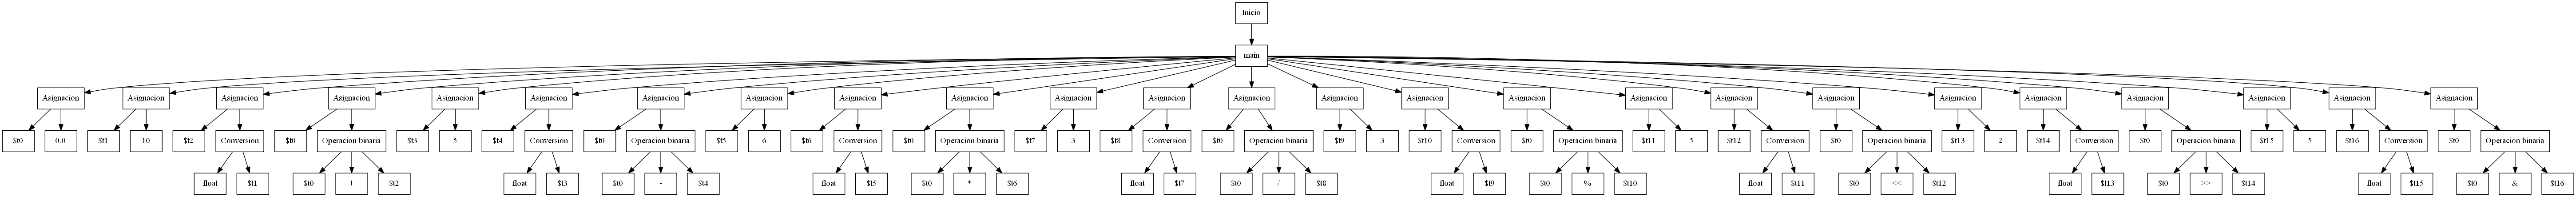 Inicio
main
Asignacion Asignacion Asignacion Asignacion Asignacion Asignacion Asignacion Asignacion Asignacion Asignacion Asignacion Asignacion Asignacion Asignacion Asignacion Asignacion Asignacion Asignacion Asignacion Asignacion Asignacion Asignacion Asignacion Asignacion Asignacion
$t0 0.0 $t1 10 $t2 Conversion $t0 Operacion binaria $t3 5 $t4 Conversion $t0 Operacion binaria $t5 6 $t6 Conversion $t0 Operacion binaria $t7 3 $t8 Conversion $t0 Operacion binaria $t9 3 $t10 Conversion $t0 Operacion binaria $t11 5 $t12 Conversion $t0 Operacion binaria $t13 2 $t14 Conversion $t0 Operacion binaria $t15 5 $t16 Conversion $t0 Operacion binaria
float $t1 $t0 + $t2 float $t3 $t0 - $t4 float $t5 $t0 * $t6 float $t7 $t0 / $t8 float $t9 $t0 % $t10 float $t11 $t0 << $t12 float $t13 $t0 >> $t14 float $t15 $t0 & $t16